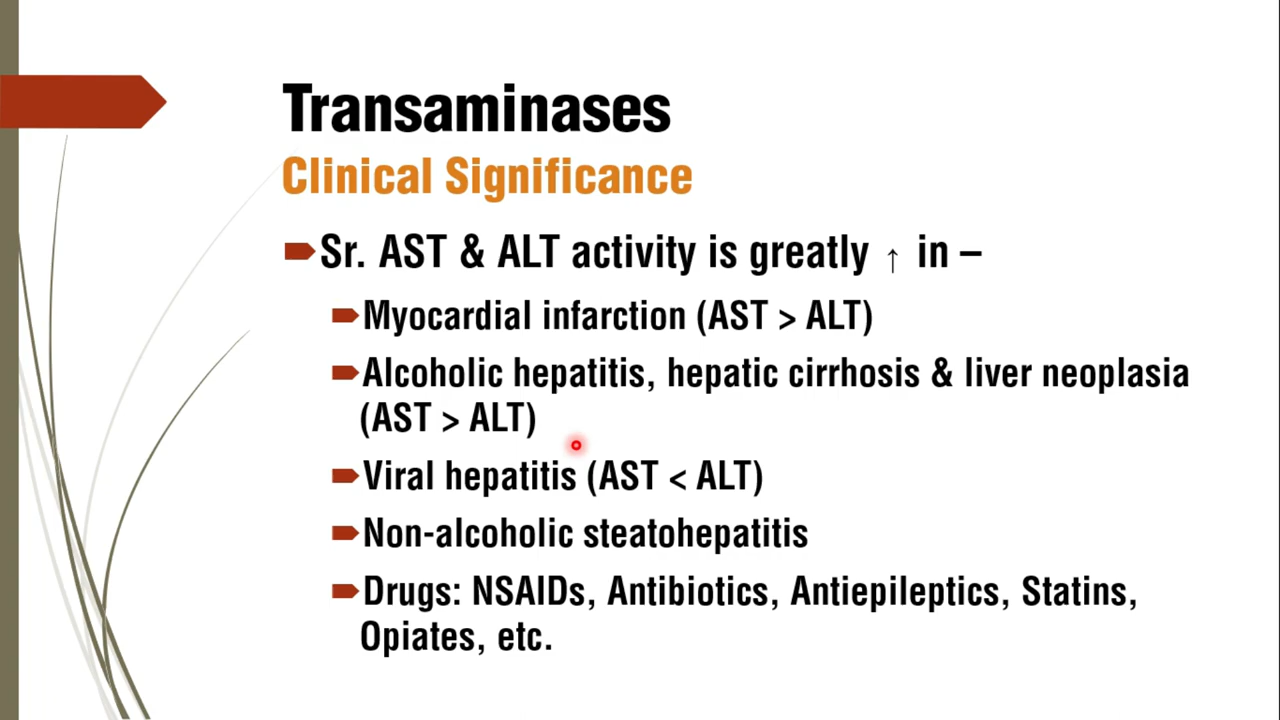 Transaminases
Clinical Significance
Sr. AST & ALT activity is greatly ↑ in –
Myocardial infarction (AST > ALT)
Alcoholic hepatitis, hepatic cirrhosis & liver neoplasia
(AST > ALT)
Viral hepatitis (AST < ALT)
Non-alcoholic steatohepatitis
Drugs: NSAIDs, Antibiotics, Antiepileptics, Statins,
Opiates, etc.